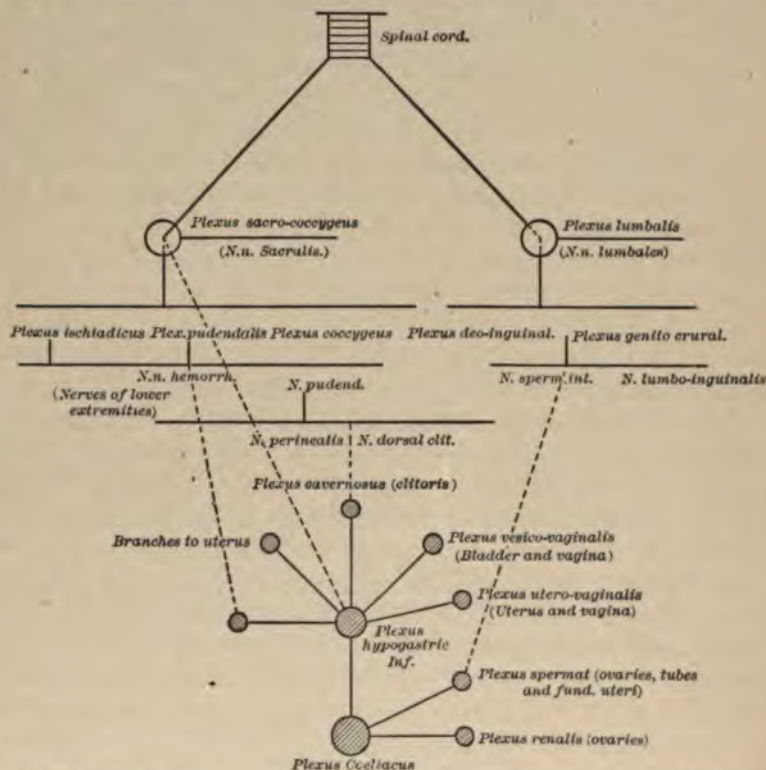 Spinal cord.
Plexus sacro-coccygeus
(N.n. Sacralis.)
Plexus lumbalis
(N.n. lumbales)
Plexus ischiadicus Plex. pudendalis Plexus coccygeus
Plexus deo-inguinal.
Plexus genito crural.
N.n. hemorrh.
(Nerves of lower
extremities)
N. pudend.
N. sperm. int.
N. lumbo-inguinalis
N. perinealis
N. dorsal clit.
Plexus cavernosus (clitoris)
Branches to uterus
Plexus vesico-vaginalis
(Bladder and vagina)
Plexus utero-vaginalis
(Uterus and vagina)
Plexus
hypogastric
Inf.
Plexus spermat (ovaries, tubes
and fund. uteri)
Plexus renalis (ovaries)
Plexus Cœliacus